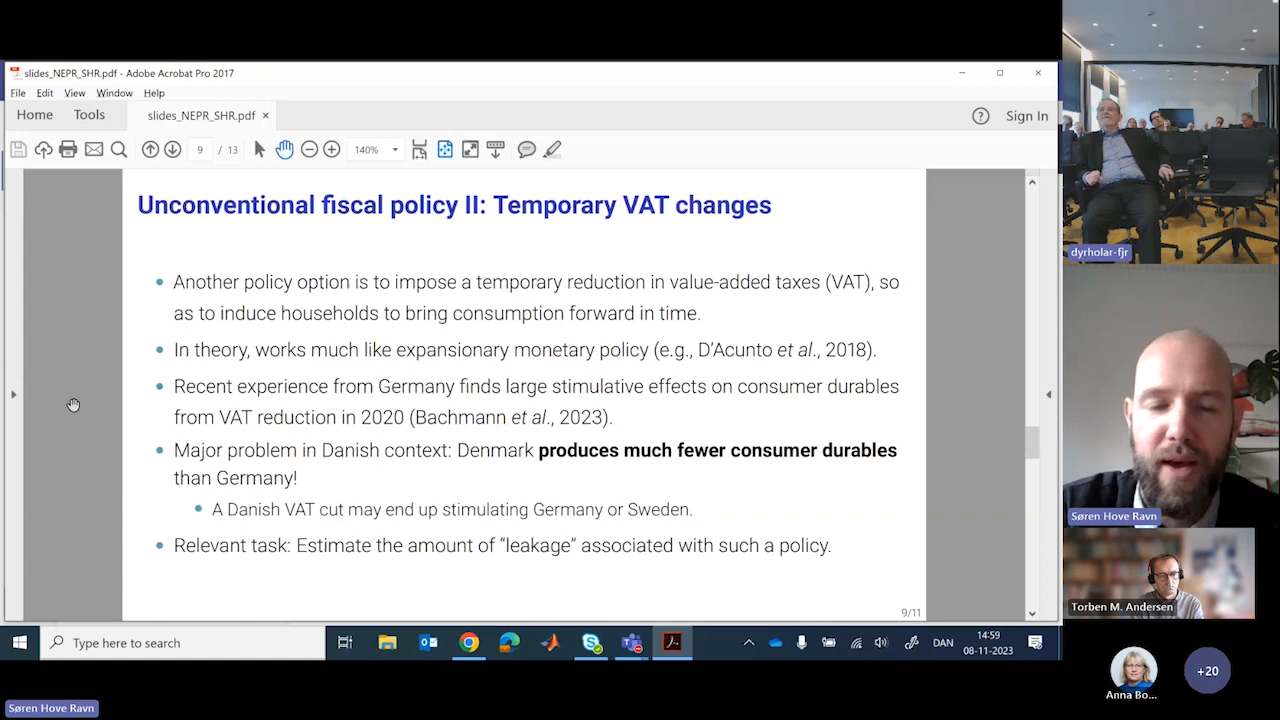 slides_NEPR_SHR.pdf - Adobe Acrobat Pro 2017
File Edit View Window Help
Home Tools slides_NEPR_SHR.pdf × Sign In
9 / 13 140%
Unconventional fiscal policy II: Temporary VAT changes
• Another policy option is to impose a temporary reduction in value-added taxes (VAT), so
as to induce households to bring consumption forward in time.
• In theory, works much like expansionary monetary policy (e.g., D'Acunto et al., 2018).
• Recent experience from Germany finds large stimulative effects on consumer durables
from VAT reduction in 2020 (Bachmann et al., 2023).
• Major problem in Danish context: Denmark produces much fewer consumer durables
than Germany!
• A Danish VAT cut may end up stimulating Germany or Sweden.
• Relevant task: Estimate the amount of “leakage” associated with such a policy.
9/11
Type here to search
DAN
14:59
08-11-2023
dyrholar-fjr
Søren Hove Ravn
Torben M. Andersen
Anna Bo...
+20
Søren Hove Ravn